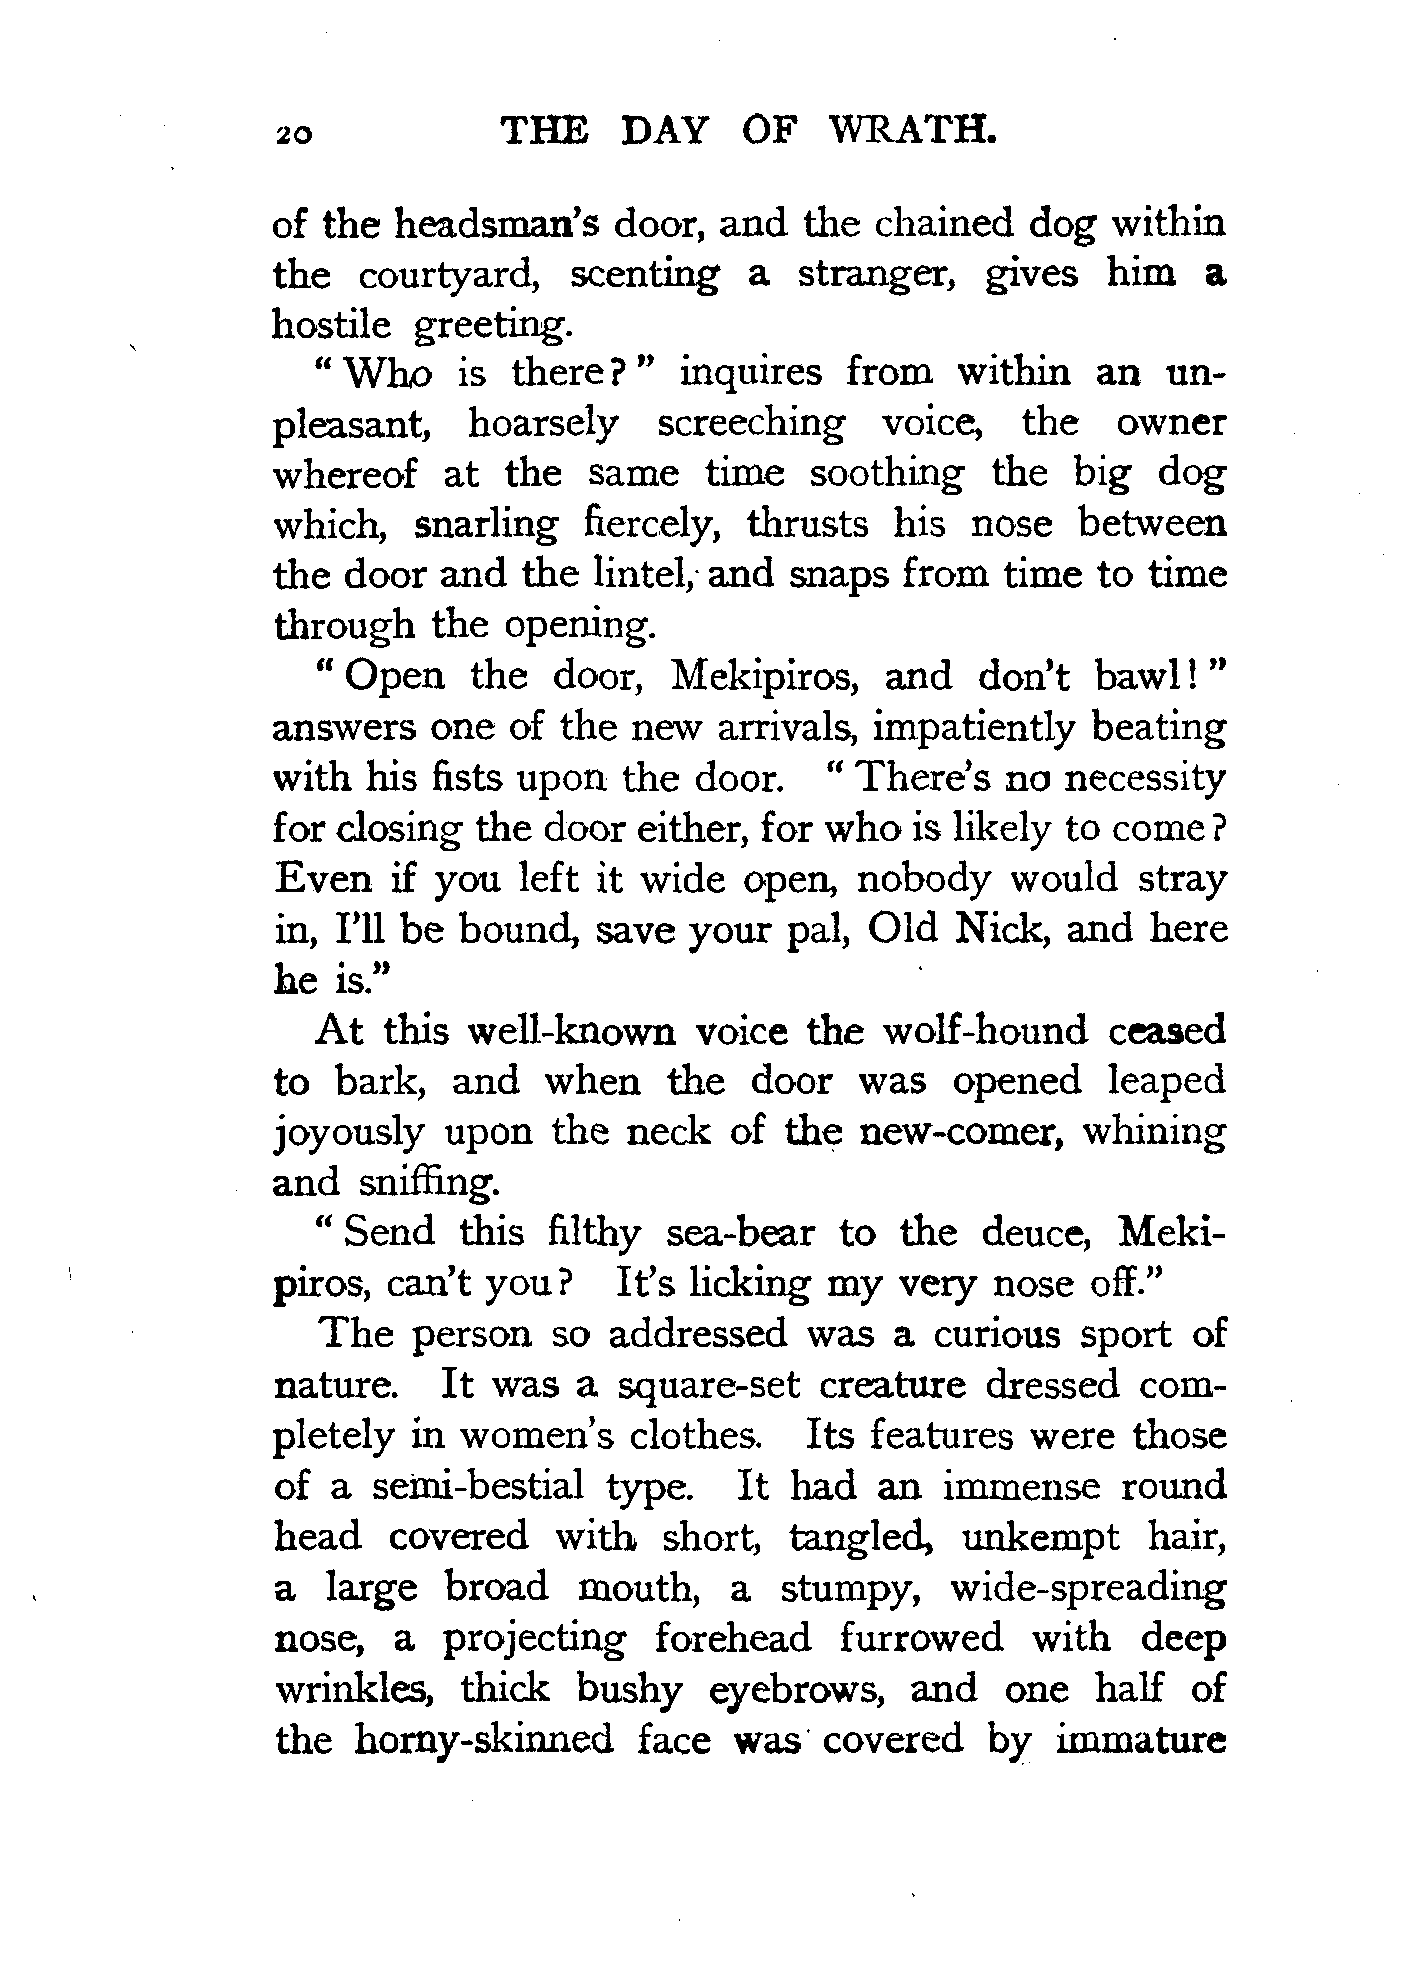 20 THE DAY OF WRATH.
of the headsman's door, and the chained dog within
the courtyard, scenting a stranger, gives him a
hostile greeting.
" Who is there? " inquires from within an un-
pleasant, hoarsely screeching voice, the owner
whereof at the same time soothing the big dog
which, snarling fiercely, thrusts his nose between
the door and the lintel, and snaps from time to time
through the opening.
" Open the door, Mekipiros, and don't bawl! "
answers one of the new arrivals, impatiently beating
with his fists upon the door. " There's no necessity
for closing the door either, for who is likely to come?
Even if you left it wide open, nobody would stray
in, I'll be bound, save your pal, Old Nick, and here
he is."
At this well-known voice the wolf-hound ceased
to bark, and when the door was opened leaped
joyously upon the neck of the new-comer, whining
and sniffing.
" Send this filthy sea-bear to the deuce, Meki-
piros, can't you? It's licking my very nose off."
The person so addressed was a curious sport of
nature. It was a square-set creature dressed com-
pletely in women's clothes. Its features were those
of a semi-bestial type. It had an immense round
head covered with short, tangled, unkempt hair,
a large broad mouth, a stumpy, wide-spreading
nose, a projecting forehead furrowed with deep
wrinkles, thick bushy eyebrows, and one half of
the horny-skinned face was covered by immature